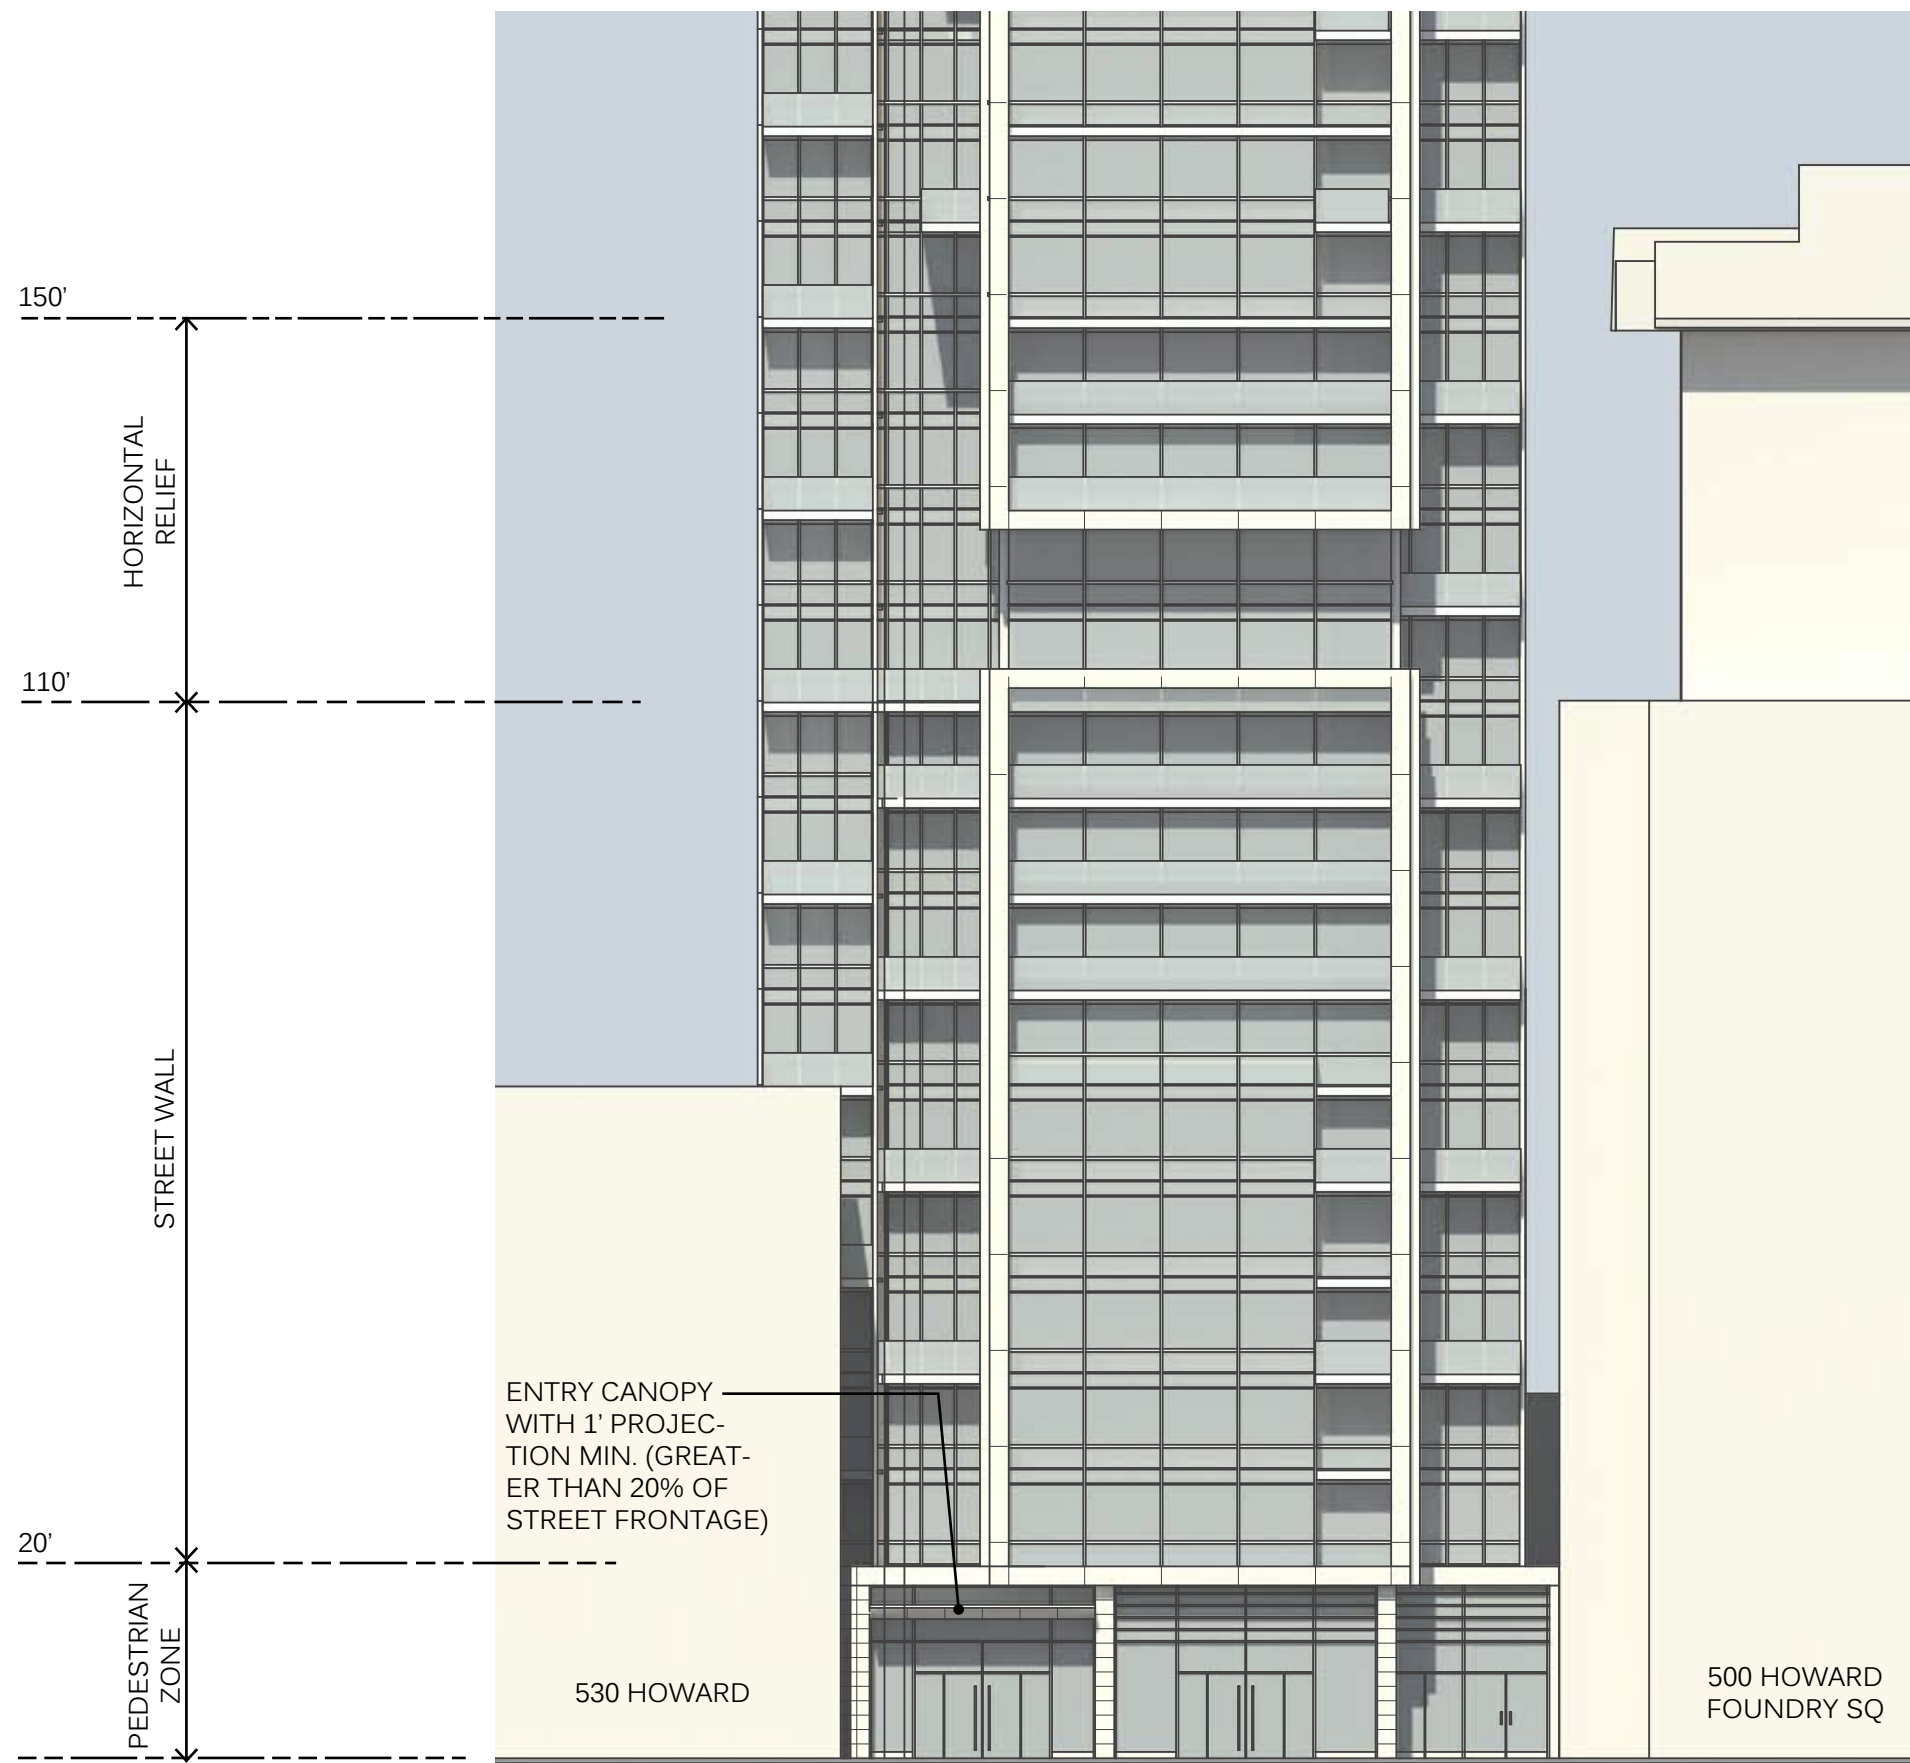 150’
HORIZONTAL
RELIEF
110’
STREET WALL
ENTRY CANOPY
WITH 1’ PROJEC-
TION MIN. (GREAT-
ER THAN 20% OF
STREET FRONTAGE)
20’
PEDESTRIAN
ZONE
530 HOWARD
500 HOWARD
FOUNDRY SQ